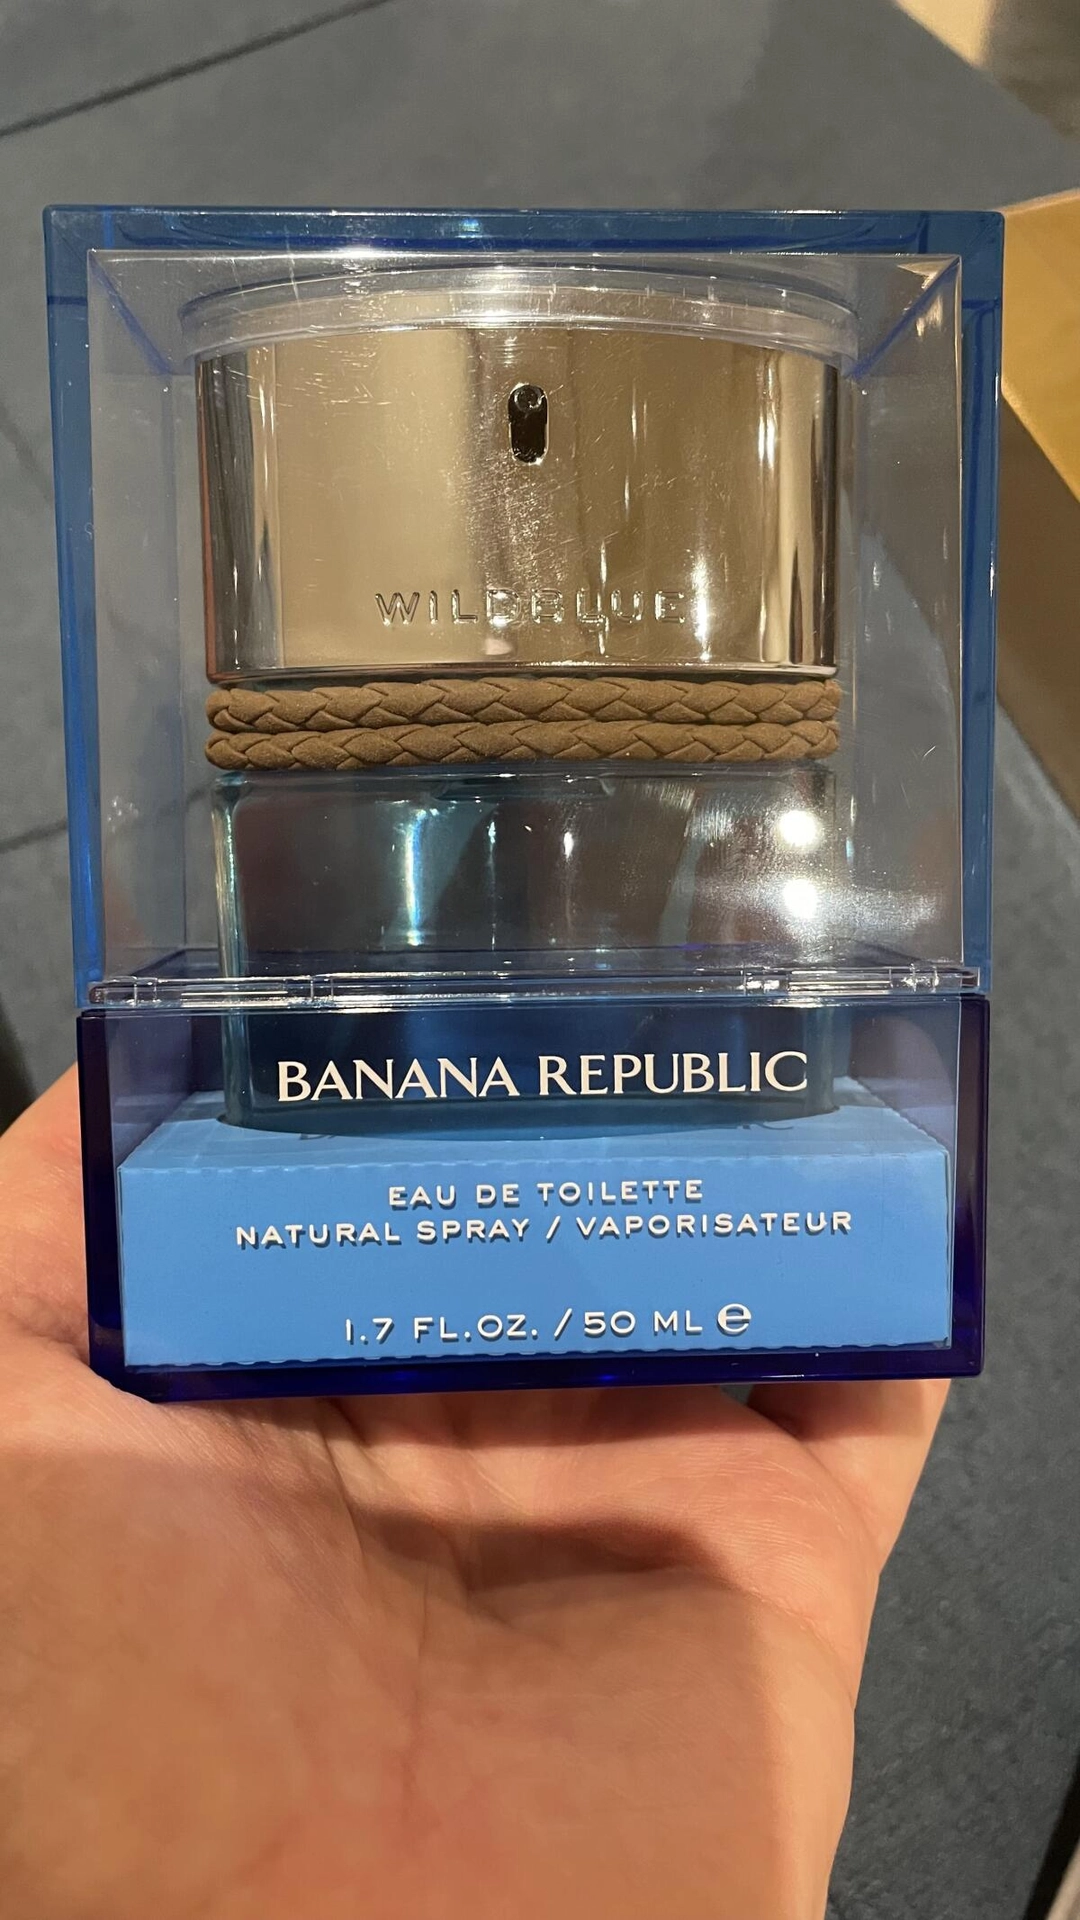 WILDBLUE
BANANA REPUBLIC
EAU DE TOILETTE
NATURAL SPRAY / VAPORISATEUR
1.7 FL.OZ. / 50 ML ℮